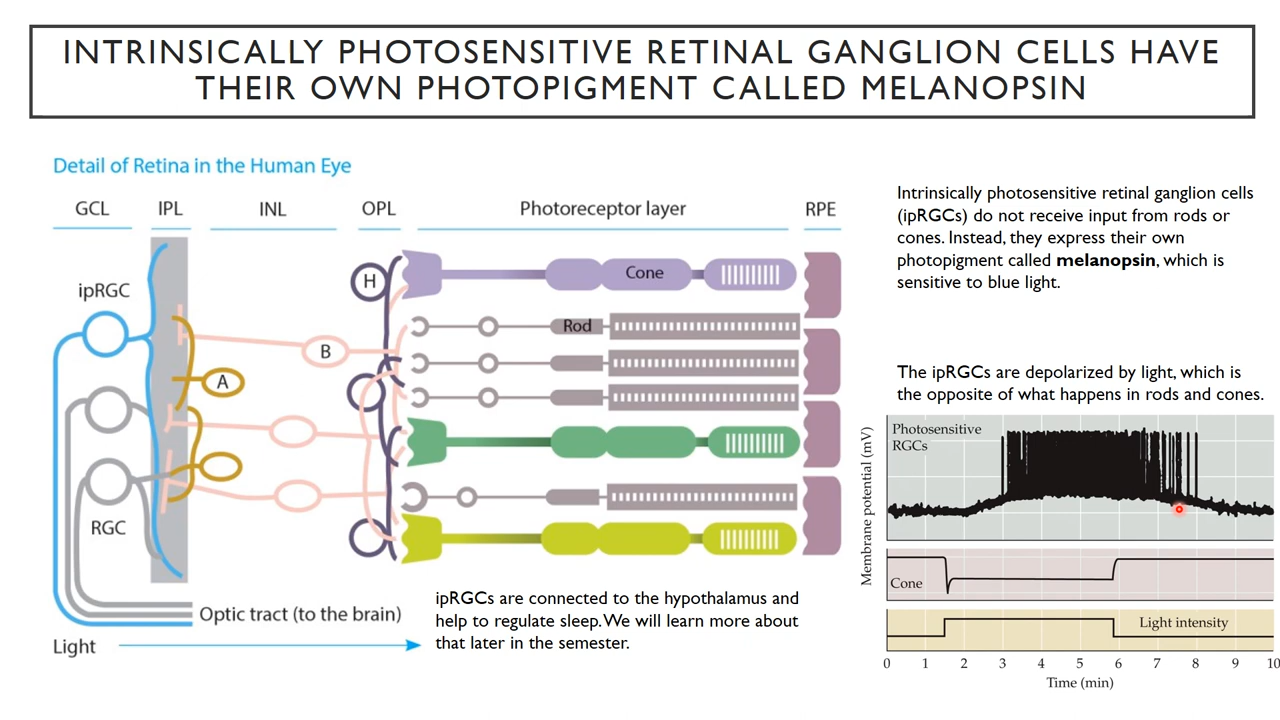 INTRINSICALLY PHOTOSENSITIVE RETINAL GANGLION CELLS HAVE
THEIR OWN PHOTOPIGMENT CALLED MELANOPSIN
Detail of Retina in the Human Eye
GCL IPL INL OPL Photoreceptor layer RPE
ipRGC
H
Cone
Rod
B
A
RGC
Optic tract (to the brain)
Light
ipRGCs are connected to the hypothalamus and
help to regulate sleep. We will learn more about
that later in the semester.
Intrinsically photosensitive retinal ganglion cells
(ipRGCs) do not receive input from rods or
cones. Instead, they express their own
photopigment called melanopsin, which is
sensitive to blue light.
The ipRGCs are depolarized by light, which is
the opposite of what happens in rods and cones.
Membrane potential (mV)
Photosensitive
RGCs
Cone
Light intensity
0 1 2 3 4 5 6 7 8 9 10
Time (min)